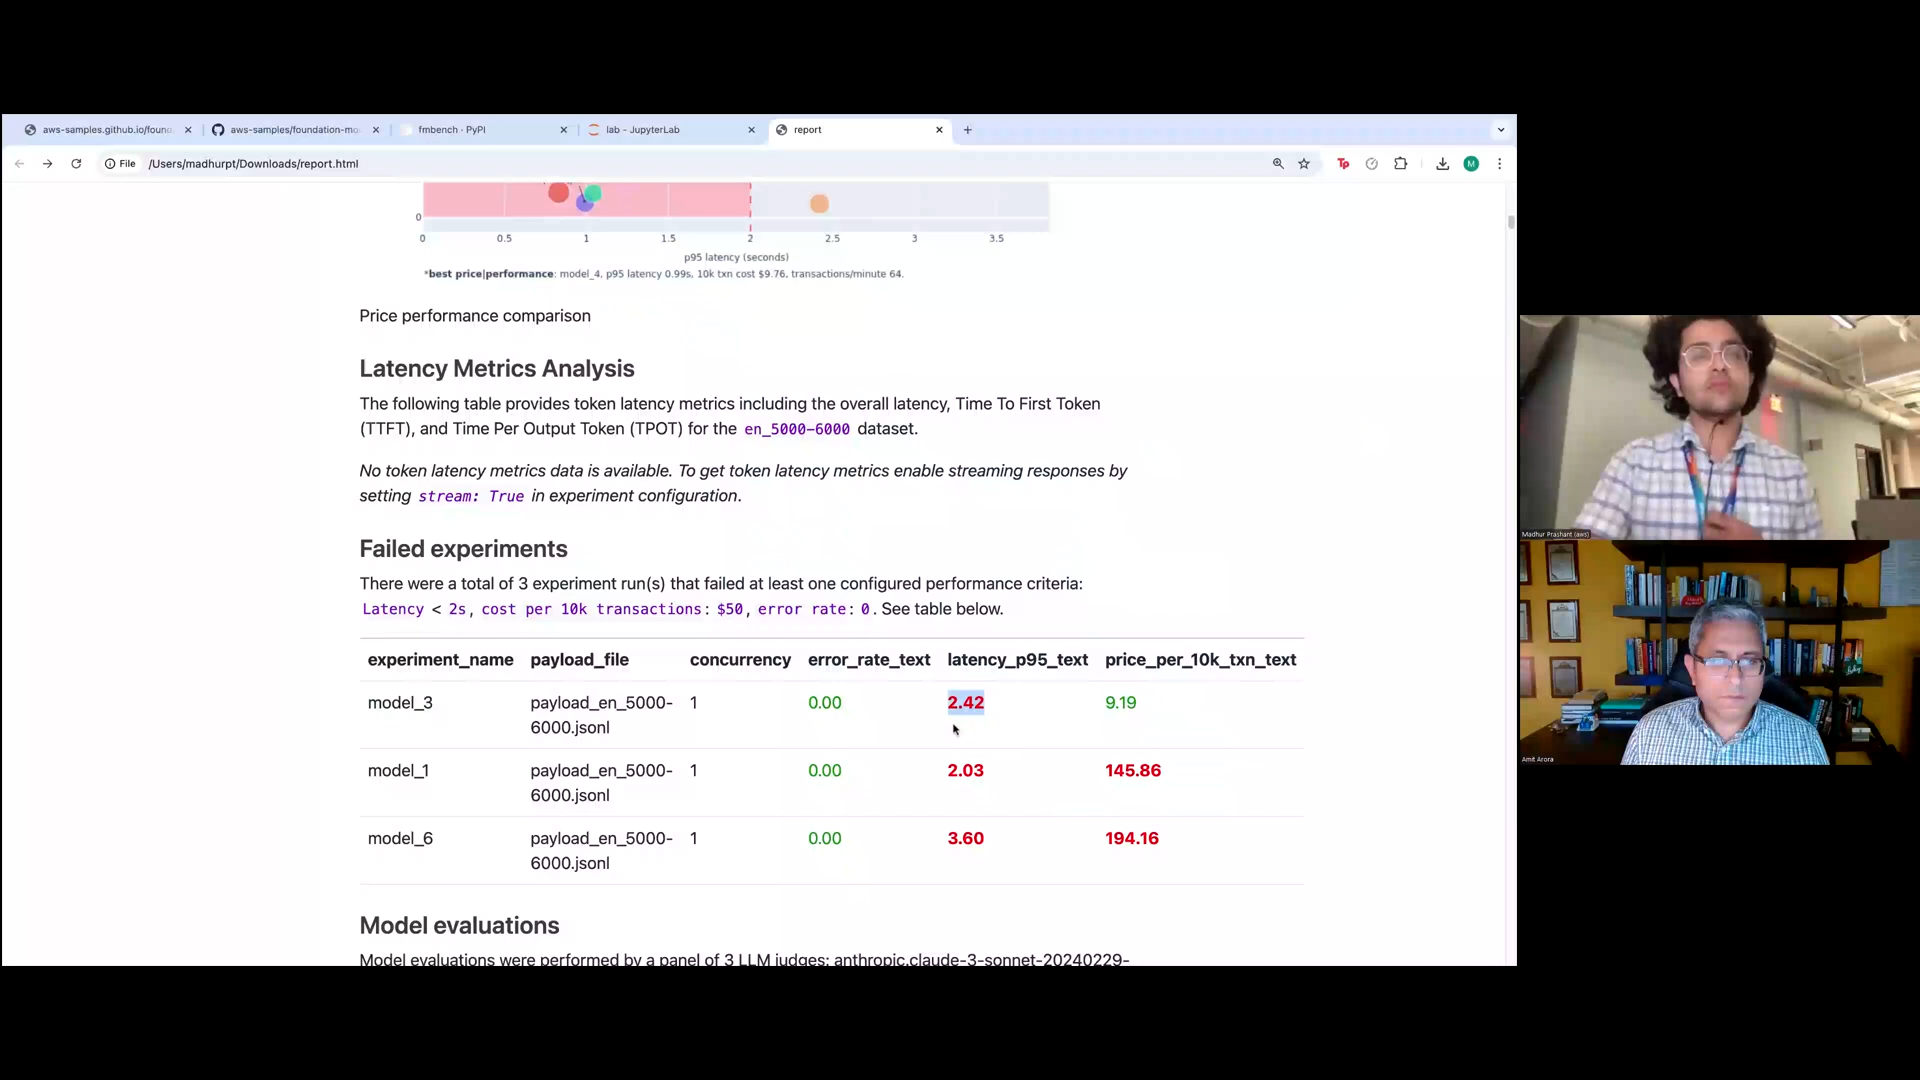 aws-samples.github.io/found
aws-samples/foundation-mo
fmbench · PyPI
lab - JupyterLab
report
File
/Users/madhurpt/Downloads/report.html
Tp
M
0
0
0.5
1
1.5
2
2.5
3
3.5
p95 latency (seconds)
*best price|performance: model_4, p95 latency 0.99s, 10k txn cost $9.76, transactions/minute 64.
Price performance comparison
Latency Metrics Analysis
The following table provides token latency metrics including the overall latency, Time To First Token
(TTFT), and Time Per Output Token (TPOT) for the en_5000-6000 dataset.
No token latency metrics data is available. To get token latency metrics enable streaming responses by
setting stream: True in experiment configuration.
Failed experiments
There were a total of 3 experiment run(s) that failed at least one configured performance criteria:
Latency < 2s, cost per 10k transactions: $50, error rate: 0. See table below.
experiment_name payload_file concurrency error_rate_text latency_p95_text price_per_10k_txn_text
model_3 payload_en_5000- 1 0.00 2.42 9.19
6000.jsonl
model_1 payload_en_5000- 1 0.00 2.03 145.86
6000.jsonl
model_6 payload_en_5000- 1 0.00 3.60 194.16
6000.jsonl
Model evaluations
Model evaluations were performed by a panel of 3 LLM judges: anthropic.claude-3-sonnet-20240229-
Madhur Prashant (aws)
Amit Arora